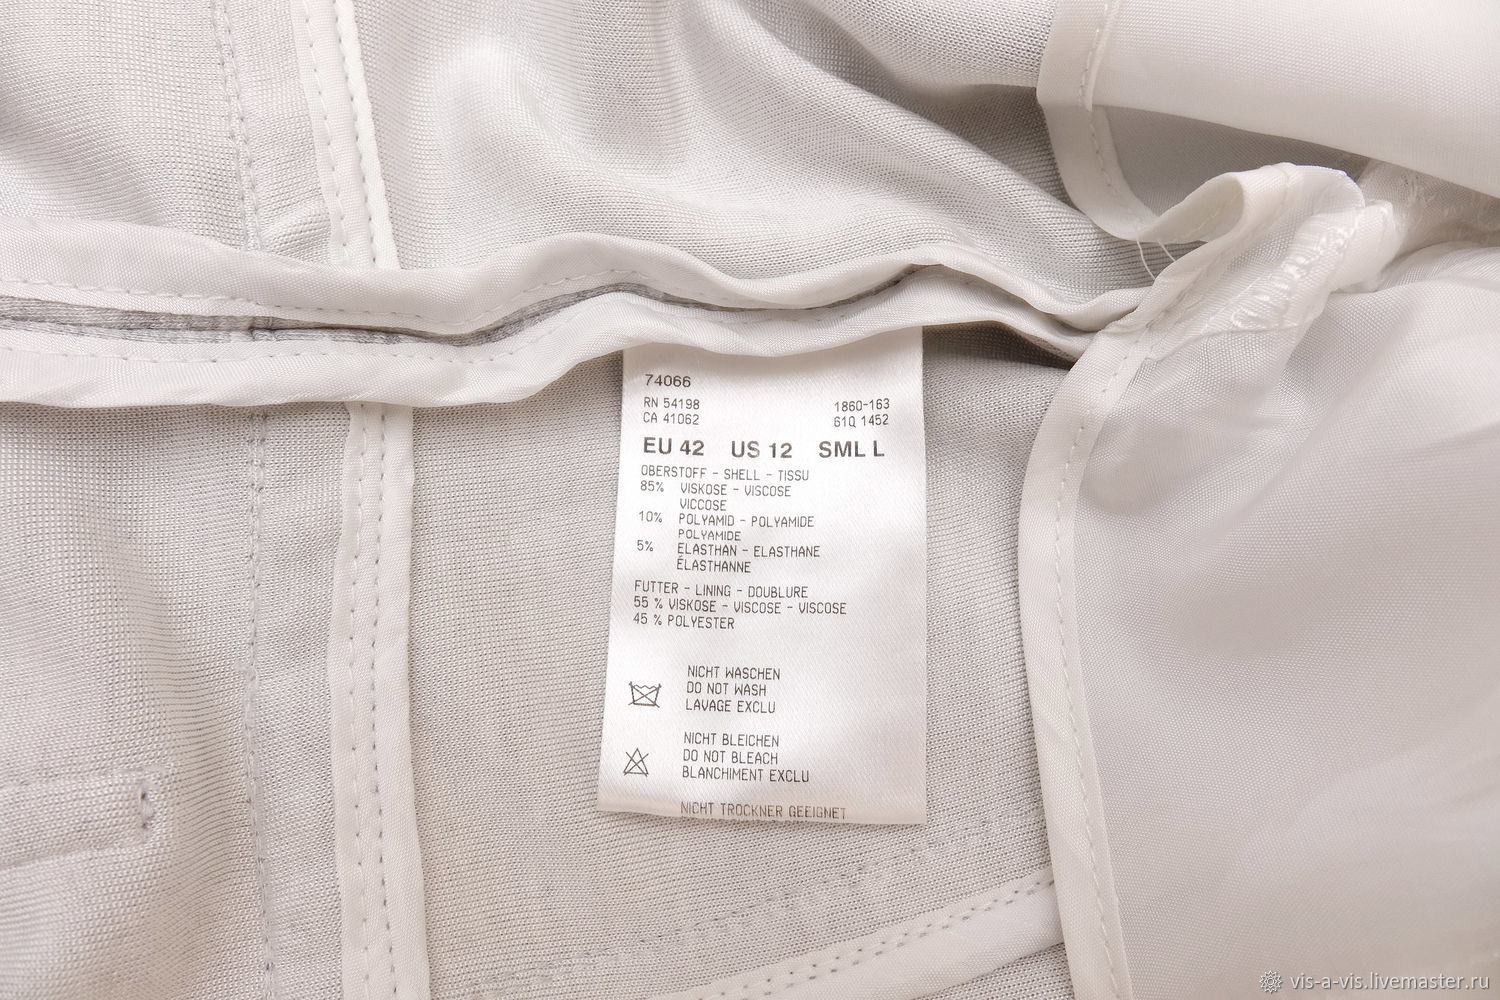 74066
RN 54198 1860-163
CA 41062 61Q 1452
EU 42 US 12 SML L
OBERSTOFF - SHELL - TISSU
85% VISKOSE - VISCOSE
VICCOSE
10% POLYAMID - POLYAMIDE
POLYAMIDE
5% ELASTHAN - ELASTHANE
ÉLASTHANNE
FUTTER - LINING - DOUBLURE
55 % VISKOSE - VISCOSE - VISCOSE
45 % POLYESTER
NICHT WASCHEN
DO NOT WASH
LAVAGE EXCLU
NICHT BLEICHEN
DO NOT BLEACH
BLANCHIMENT EXCLU
NICHT TROCKNER GEEIGNET
vis-a-vis.livemaster.ru